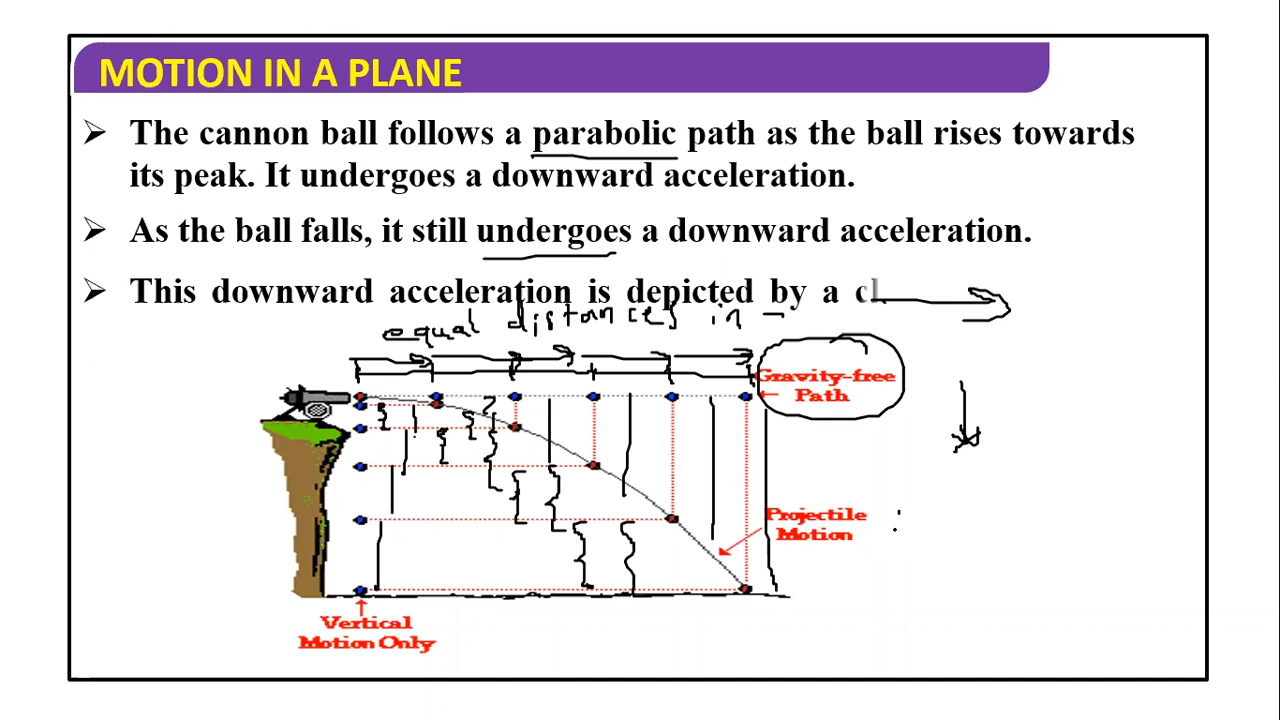 MOTION IN A PLANE
➢ The cannon ball follows a parabolic path as the ball rises towards
its peak. It undergoes a downward acceleration.
➢ As the ball falls, it still undergoes a downward acceleration.
➢ This downward acceleration is depicted by a
equal distances in
Gravity-free
Path
Projectile
Motion
Vertical
Motion Only